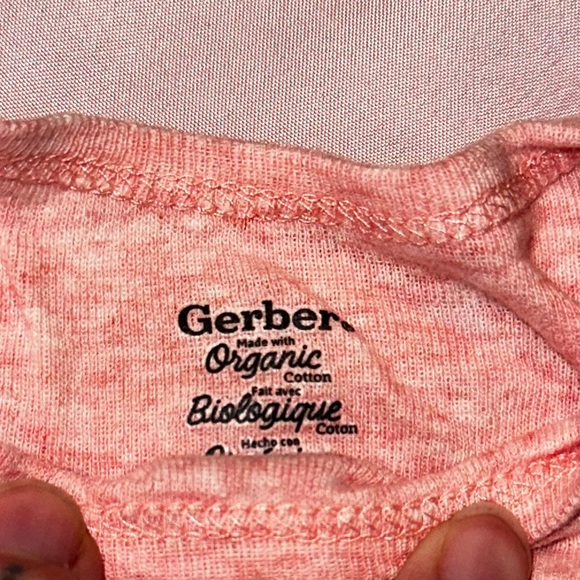 Gerber
Made with
Organic
Cotton
Fait avec
Biologique
Coton
Hecho con